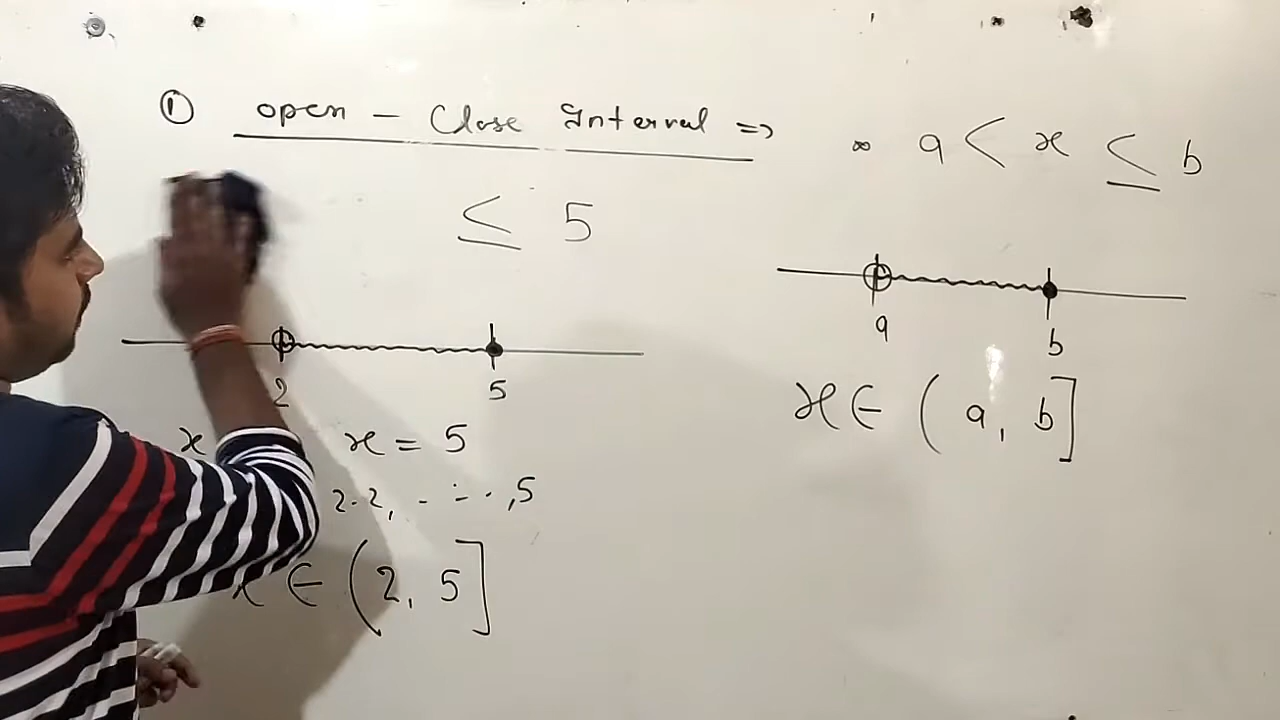 ① open - Close Interval ⇒
≤ 5
2 5
x x = 5
2.2, - - - ,5
x ∈ (2, 5]
∞ a < x ≤ b
a b
x ∈ (a, b]